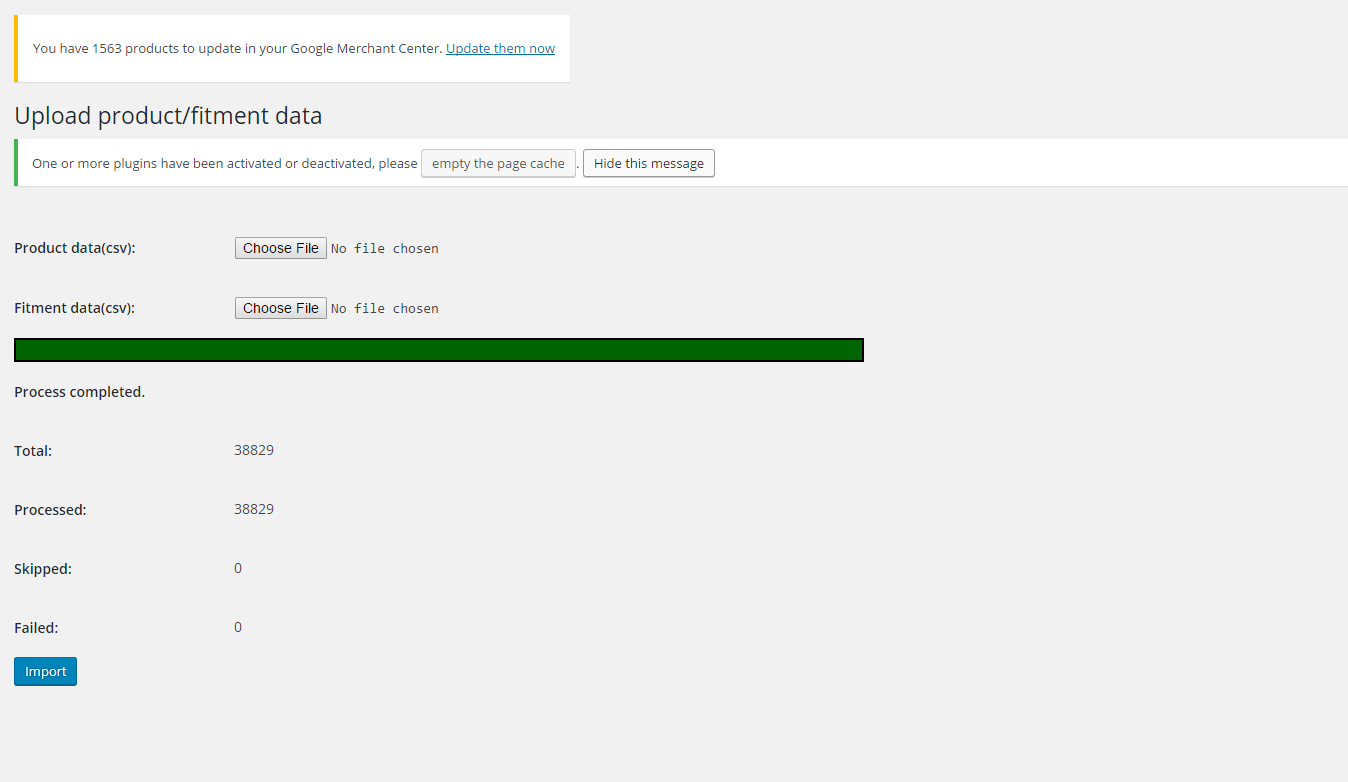 You have 1563 products to update in your Google Merchant Center. Update them now
Upload product/fitment data
One or more plugins have been activated or deactivated, please empty the page cache . Hide this message
Product data(csv): Choose File No file chosen
Fitment data(csv): Choose File No file chosen
Process completed.
Total: 38829
Processed: 38829
Skipped: 0
Failed: 0
Import